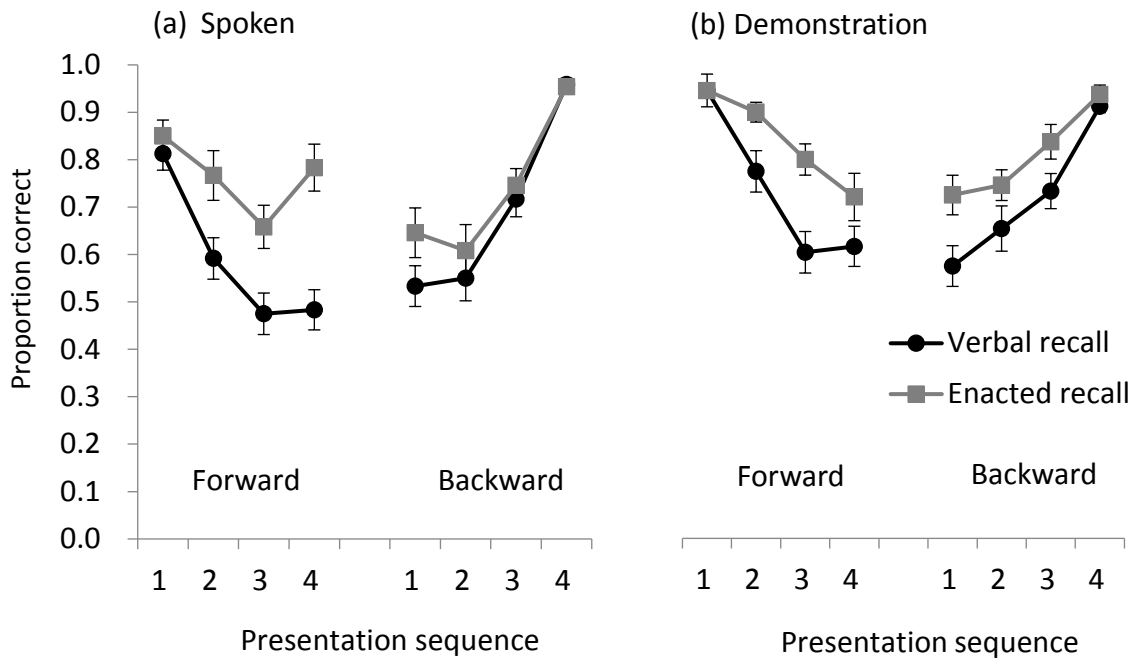 (a) Spoken
(b) Demonstration
Proportion correct
1.0
0.9
0.8
0.7
0.6
0.5
0.4
0.3
0.2
0.1
0.0
Forward
Backward
Forward
Backward
Verbal recall
Enacted recall
1 2 3 4 1 2 3 4
1 2 3 4 1 2 3 4
Presentation sequence
Presentation sequence